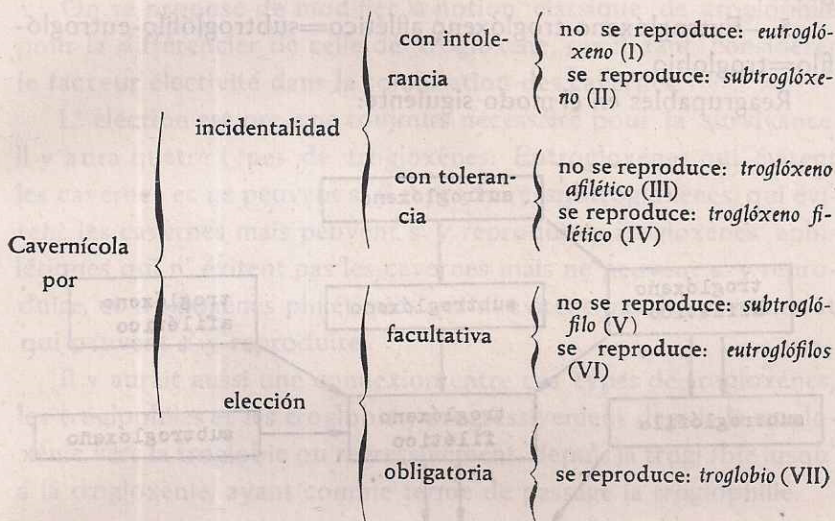 Cavernícola
por
incidentalidad
con intole-
rancia
no se reproduce: eutrogló-
xeno (I)
se reproduce: subtroglóxe-
no (II)
con toleran-
cia
no se reproduce: troglóxeno
afilético (III)
se reproduce: troglóxeno fi-
lético (IV)
elección
facultativa
no se reproduce: subtrogló-
filo (V)
se reproduce: eutroglófilos
(VI)
obligatoria
se reproduce: troglobio (VII)